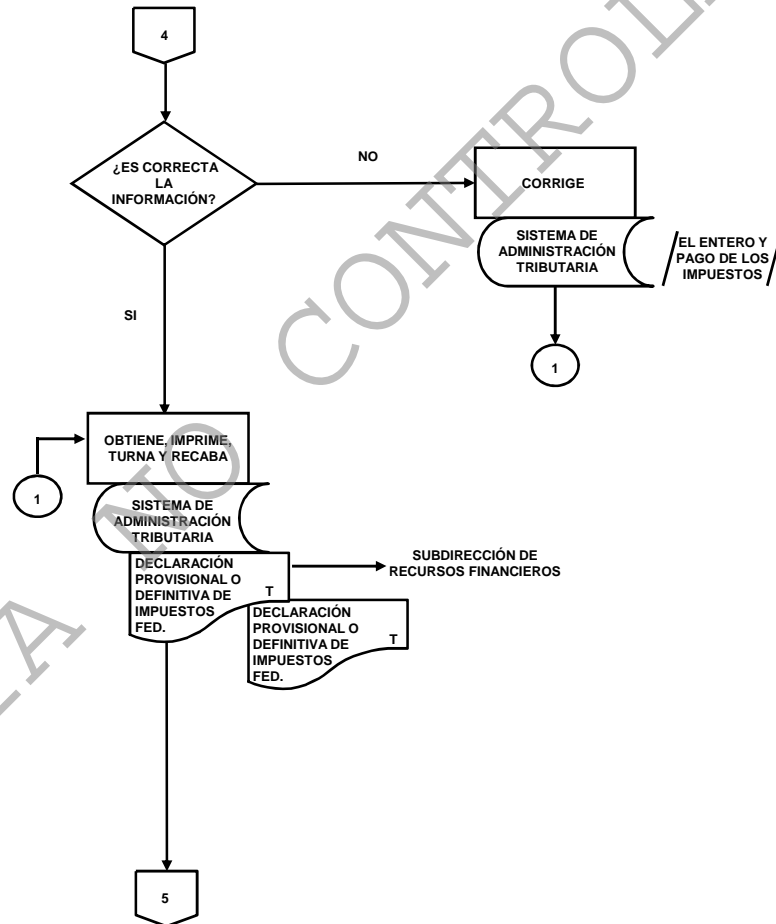 4
¿ES CORRECTA
LA
INFORMACIÓN?
NO
CORRIGE
SISTEMA DE
ADMINISTRACIÓN
TRIBUTARIA
EL ENTERO Y
PAGO DE LOS
IMPUESTOS
SI
1
OBTIENE, IMPRIME,
TURNA Y RECABA
1
SISTEMA DE
ADMINISTRACIÓN
TRIBUTARIA
DECLARACIÓN
PROVISIONAL O
DEFINITIVA DE
IMPUESTOS
FED.
T
SUBDIRECCIÓN DE
RECURSOS FINANCIEROS
DECLARACIÓN
PROVISIONAL O
DEFINITIVA DE
IMPUESTOS
FED.
T
5